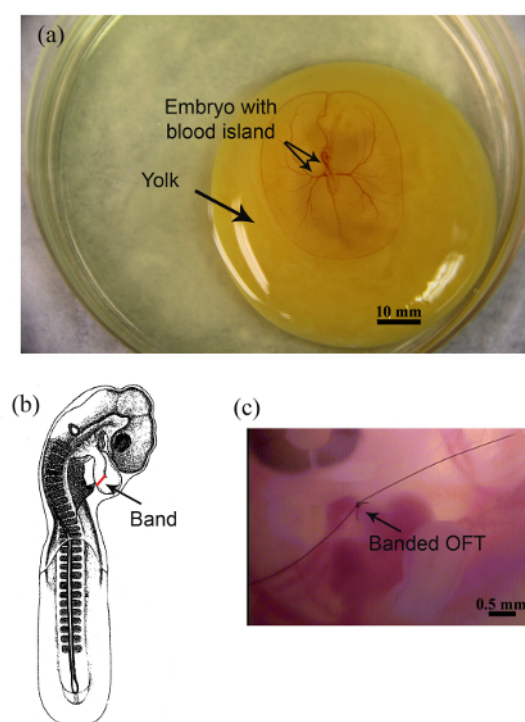 (a)
Embryo with
blood island
Yolk
10 mm
(b)
Band
(c)
Banded OFT
0.5 mm